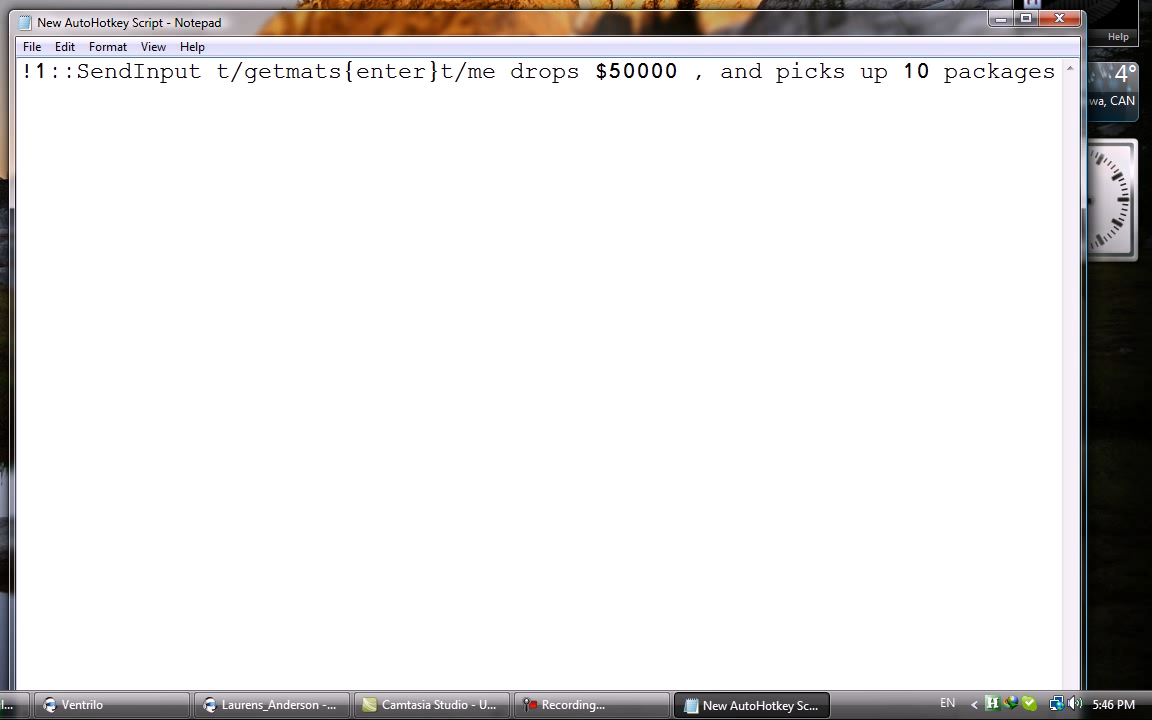 New AutoHotkey Script - Notepad
Help
File Edit Format View Help
!1::SendInput t/getmats{enter}t/me drops $50000 , and picks up 10 packages
4°
wa, CAN
Ventrilo
Laurens_Anderson -...
Camtasia Studio - U...
Recording...
New AutoHotkey Sc...
EN
5:46 PM